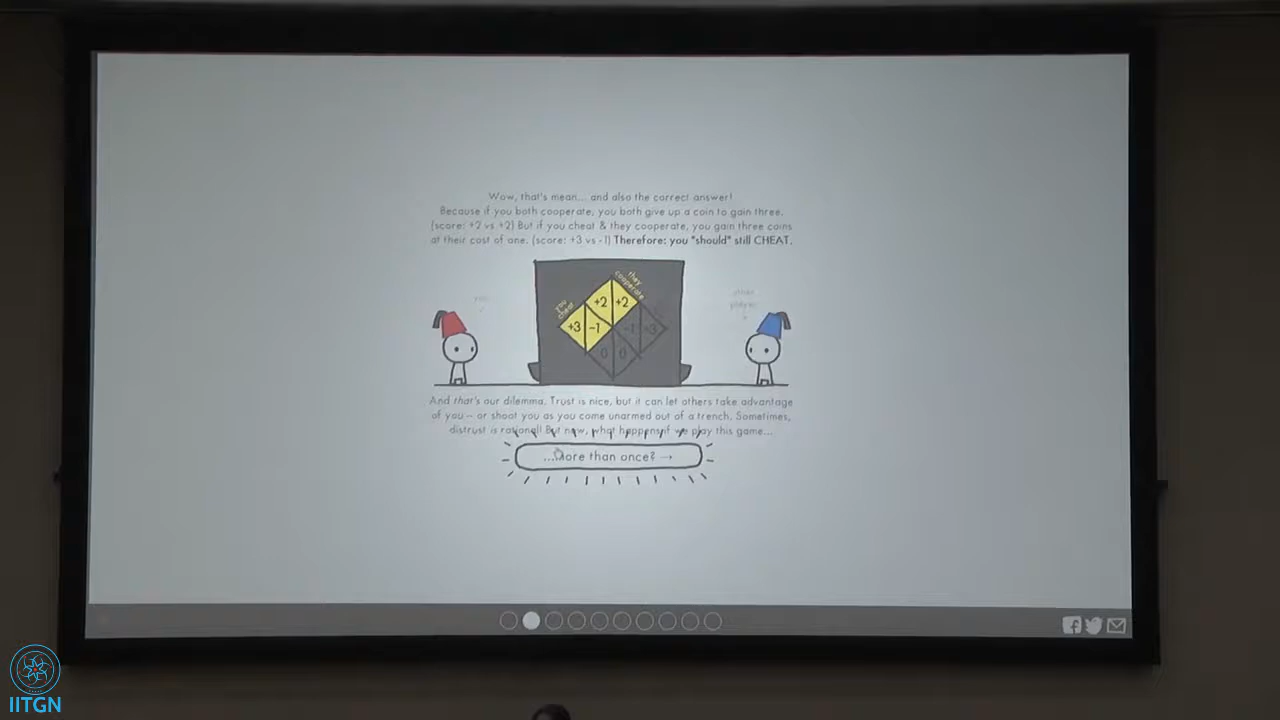 Wow, that's mean... and also the correct answer!
Because if you both cooperate, you both give up a coin to gain three.
(score: +2 vs +2) But if you cheat & they cooperate, you gain three coins
at their cost of one. (score: +3 vs -1) Therefore: you *should* still CHEAT.
you cheat
they cooperate
+2 +2
+3 -1 -1 +3
0 0
you
other
player
And that's our dilemma. Trust is nice, but it can let others take advantage
of you – or shoot you as you come unarmed out of a trench. Sometimes,
distrust is rational! But now, what happens if we play this game...
...More than once? →
IITGN